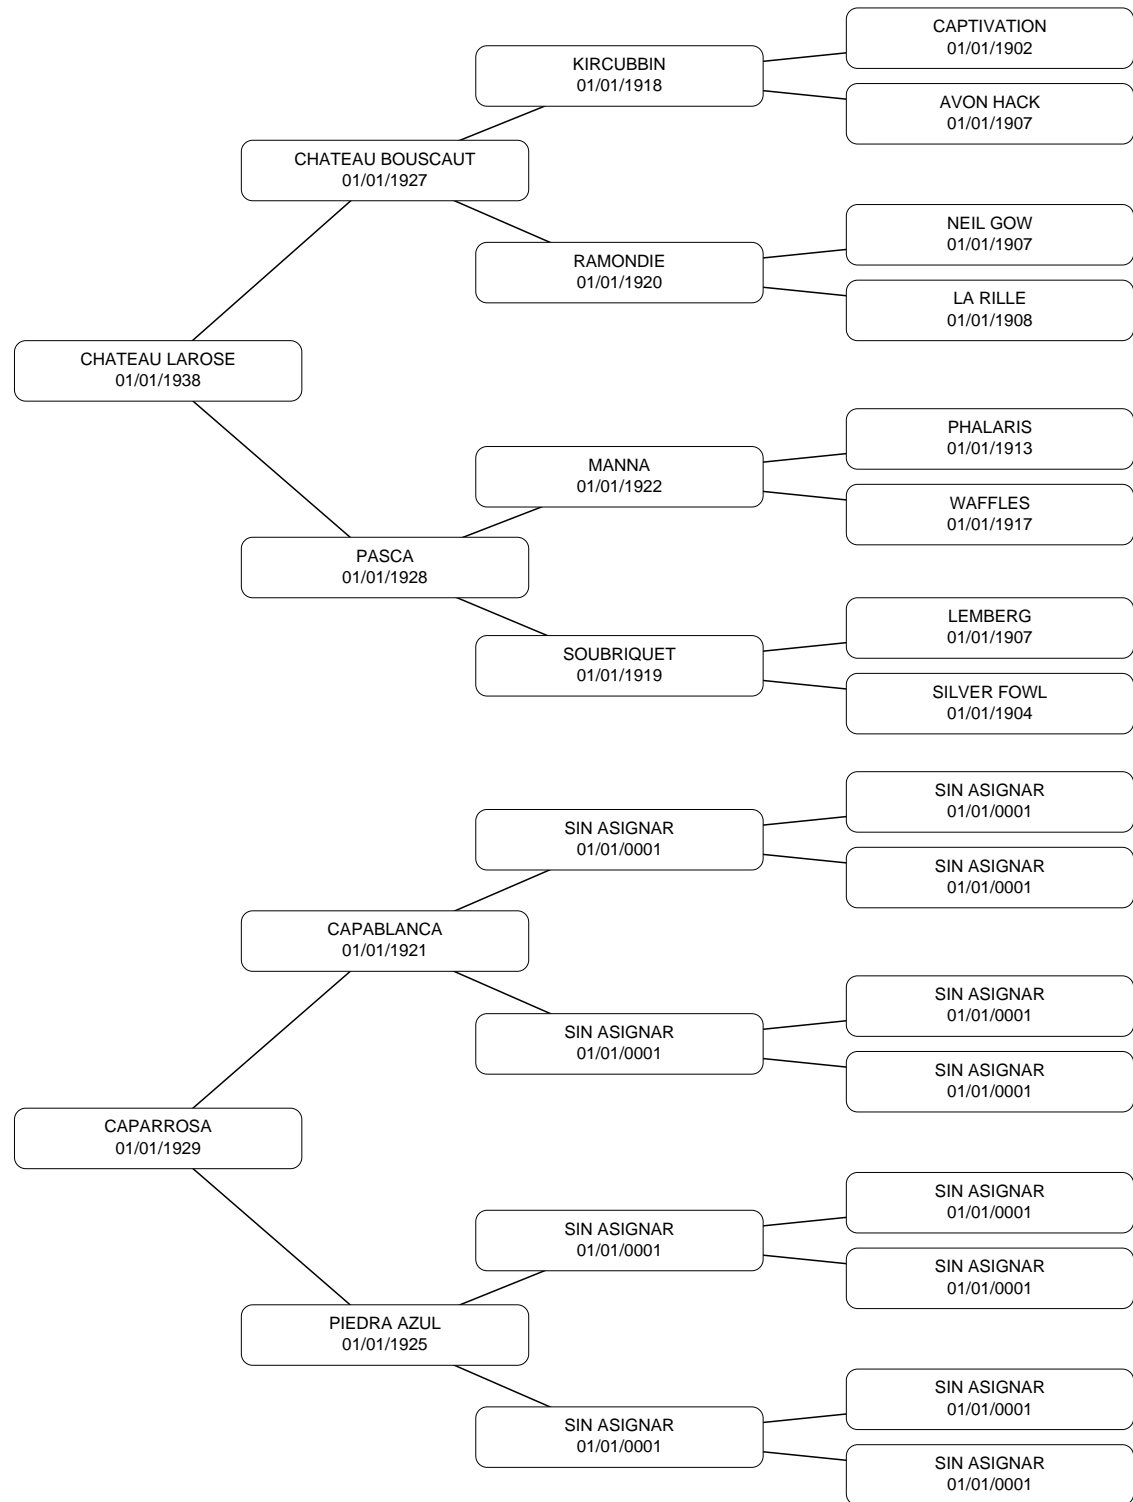 CAPTIVATION
01/01/1902
KIRCUBBIN
01/01/1918
AVON HACK
01/01/1907
CHATEAU BOUSCAUT
01/01/1927
NEIL GOW
01/01/1907
RAMONDIE
01/01/1920
LA RILLE
01/01/1908
CHATEAU LAROSE
01/01/1938
PHALARIS
01/01/1913
MANNA
01/01/1922
WAFFLES
01/01/1917
PASCA
01/01/1928
LEMBERG
01/01/1907
SOUBRIQUET
01/01/1919
SILVER FOWL
01/01/1904
SIN ASIGNAR
01/01/0001
SIN ASIGNAR
01/01/0001
SIN ASIGNAR
01/01/0001
CAPABLANCA
01/01/1921
SIN ASIGNAR
01/01/0001
SIN ASIGNAR
01/01/0001
SIN ASIGNAR
01/01/0001
CAPARROSA
01/01/1929
SIN ASIGNAR
01/01/0001
SIN ASIGNAR
01/01/0001
SIN ASIGNAR
01/01/0001
PIEDRA AZUL
01/01/1925
SIN ASIGNAR
01/01/0001
SIN ASIGNAR
01/01/0001
SIN ASIGNAR
01/01/0001